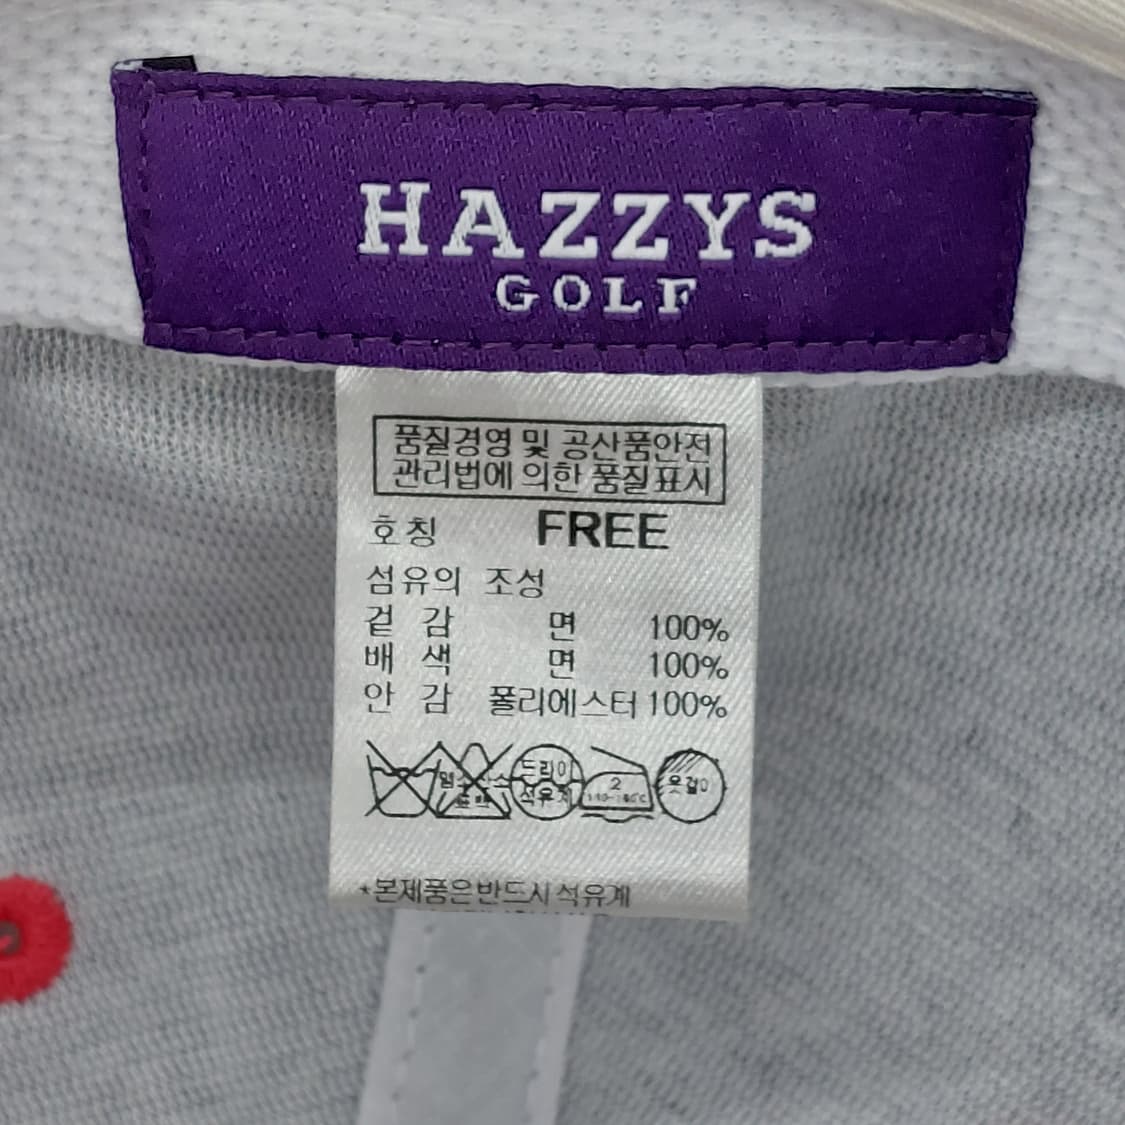 HAZZYS
GOLF
품질경영 및 공산품안전
관리법에 의한 품질표시
호칭 FREE
섬유의 조성
겉 감 면 100%
배 색 면 100%
안 감 폴리에스터 100%
드라이
석유계
2
옷걸이
*본제품은반드시석유계